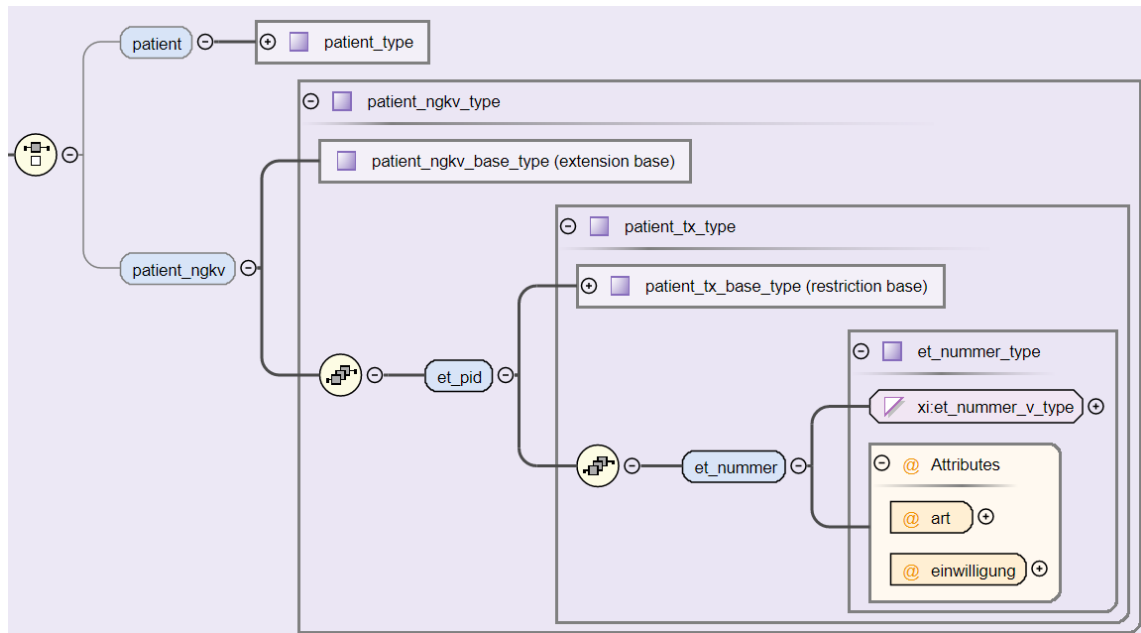 patient
patient_type
patient_ngkv_type
patient_ngkv_base_type (extension base)
patient_tx_type
patient_ngkv
patient_tx_base_type (restriction base)
et_nummer_type
et_pid
xi:et_nummer_v_type
@ Attributes
et_nummer
@ art
@ einwilligung